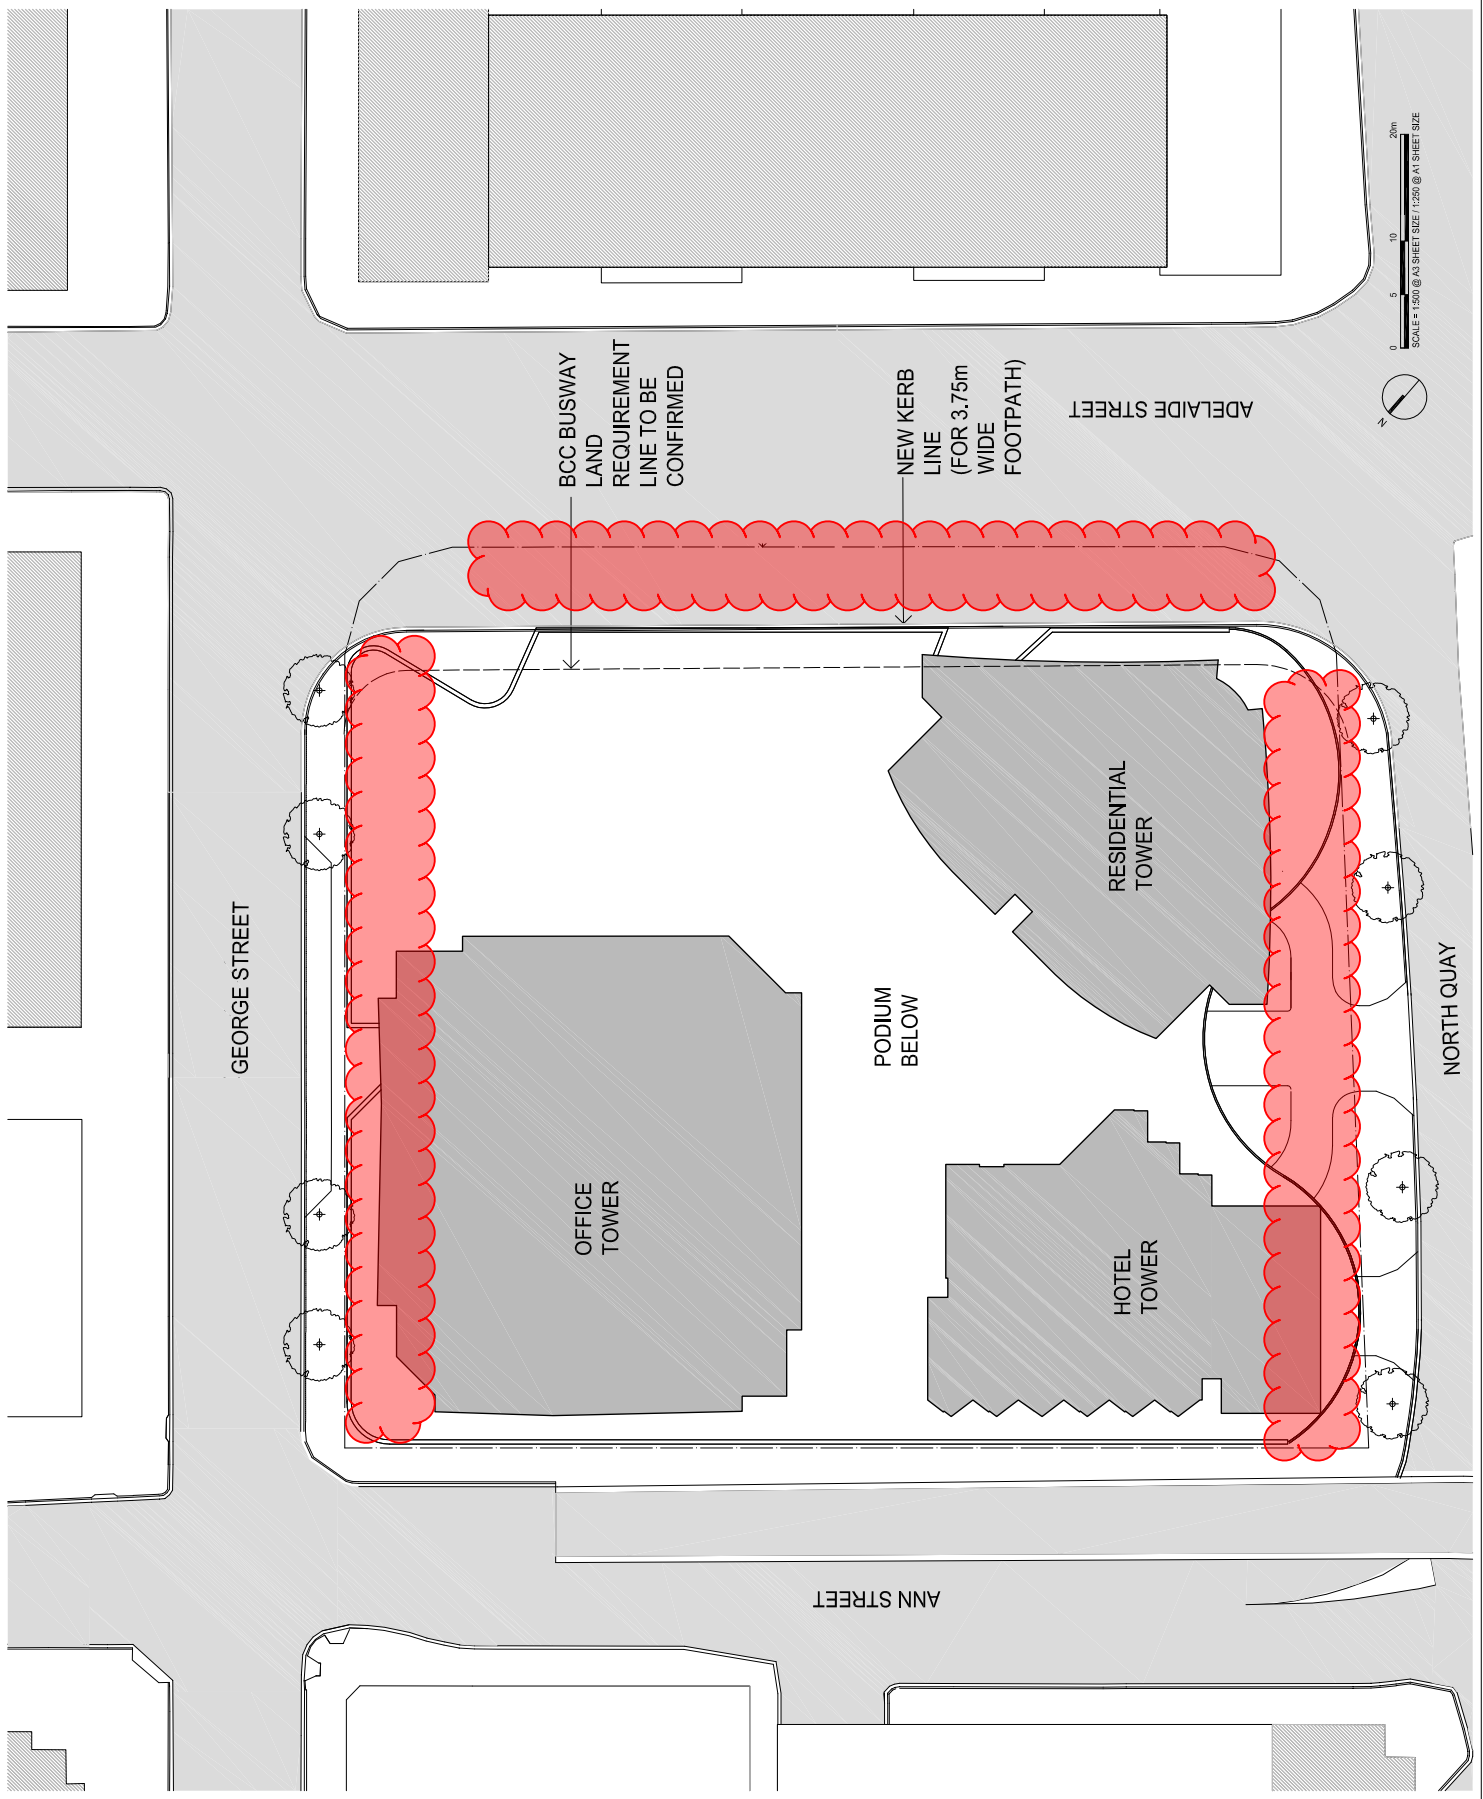 BCC BUSWAY
LAND
REQUIREMENT
LINE TO BE
CONFIRMED
NEW KERB
LINE
(FOR 3.75m
WIDE
FOOTPATH)
ADELAIDE STREET
N
0 5 10 20m
SCALE = 1:500 @ A3 SHEET SIZE / 1:250 @ A1 SHEET SIZE
GEORGE STREET
OFFICE
TOWER
PODIUM
BELOW
RESIDENTIAL
TOWER
HOTEL
TOWER
NORTH QUAY
ANN STREET